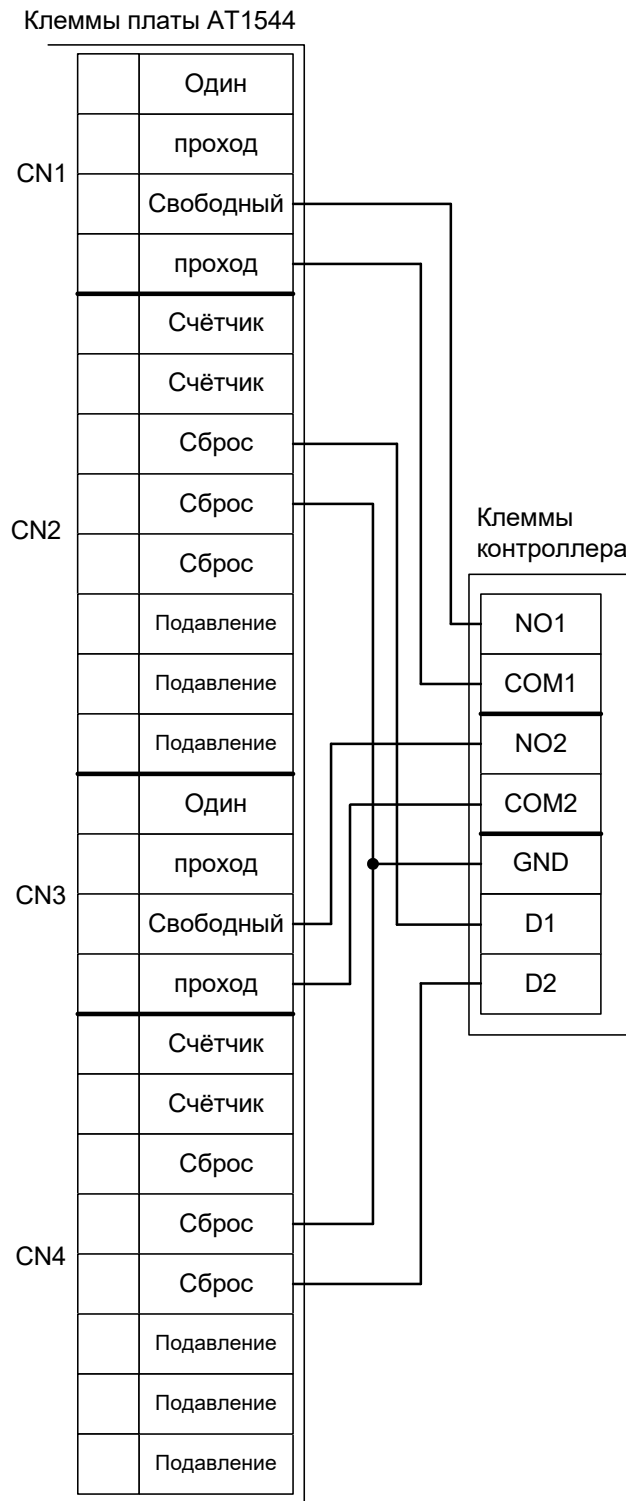 Клеммы платы AT1544
CN1
Один
проход
Свободный
проход
CN2
Счётчик
Счётчик
Сброс
Сброс
Сброс
Подавление
Подавление
Подавление
CN3
Один
проход
Свободный
проход
CN4
Счётчик
Счётчик
Сброс
Сброс
Сброс
Подавление
Подавление
Подавление
Клеммы
контроллера
NO1
COM1
NO2
COM2
GND
D1
D2